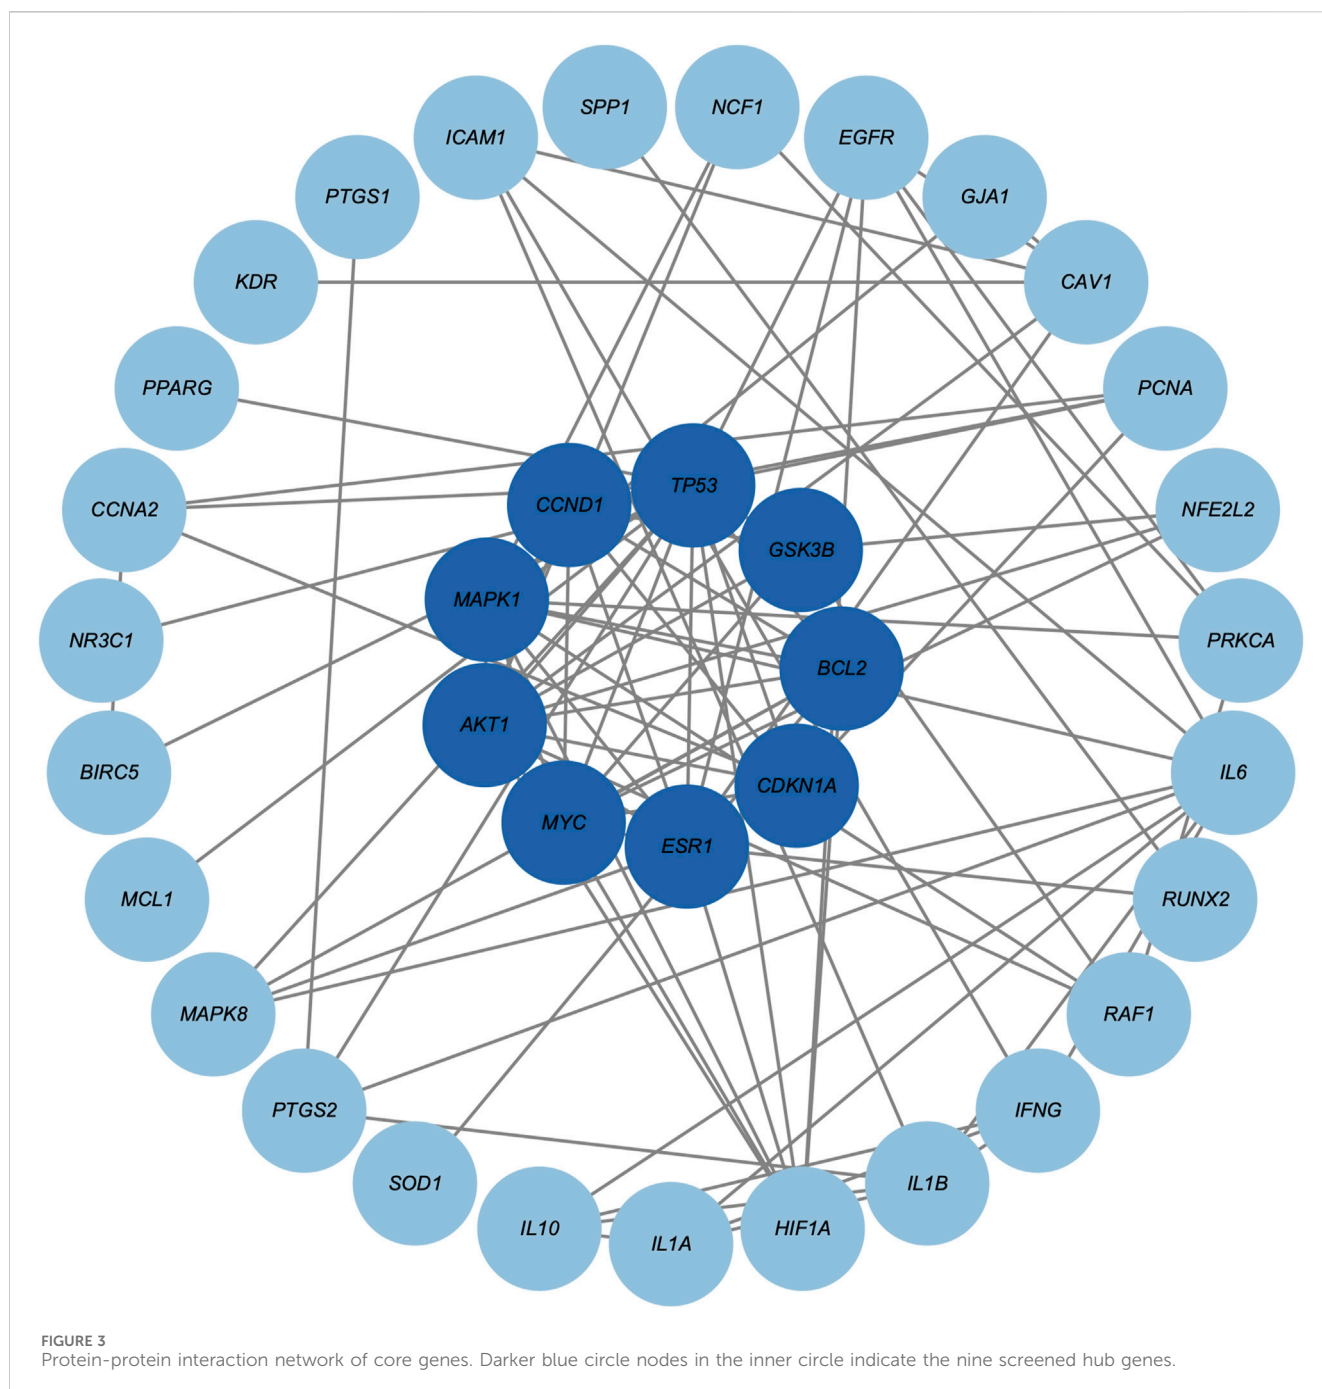 SPP1
NCF1
ICAM1
EGFR
PTGS1
GJA1
KDR
CAV1
PPARG
PCNA
TP53
CCND1
CCNA2
NFE2L2
GSK3B
MAPK1
NR3C1
PRKCA
BCL2
AKT1
BIRC5
IL6
CDKN1A
MYC
ESR1
MCL1
RUNX2
MAPK8
RAF1
PTGS2
IFNG
SOD1
IL1B
IL10
HIF1A
IL1A
FIGURE 3
Protein-protein interaction network of core genes. Darker blue circle nodes in the inner circle indicate the nine screened hub genes.